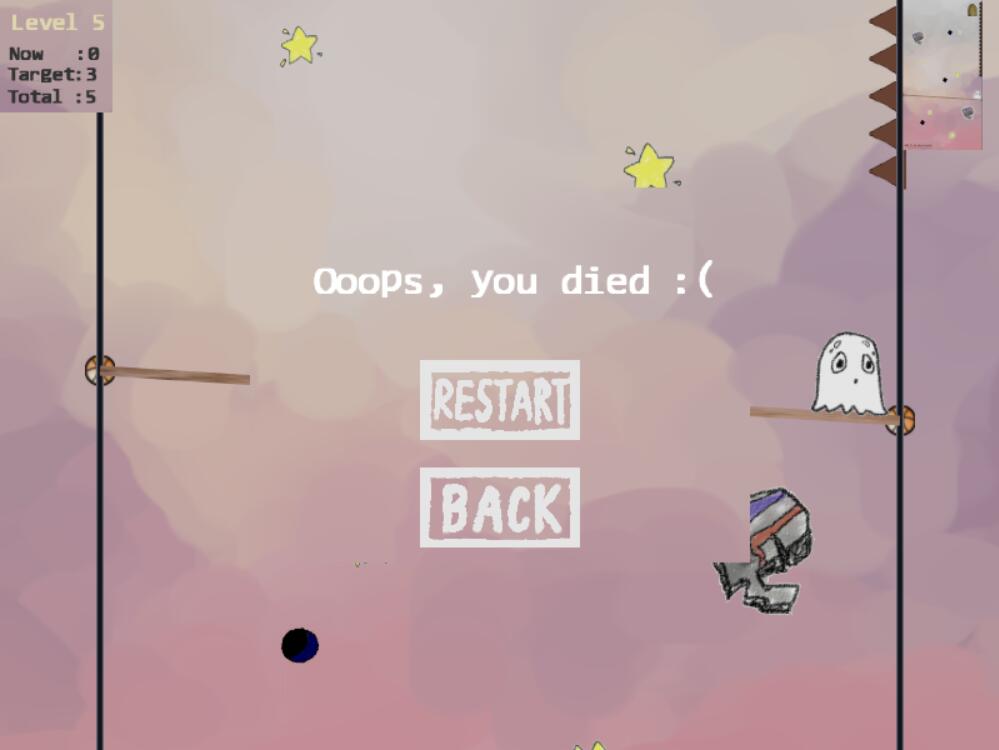 Level 5
Now :0
Target:3
Total :5
Ooops, you died :(
RESTART
BACK